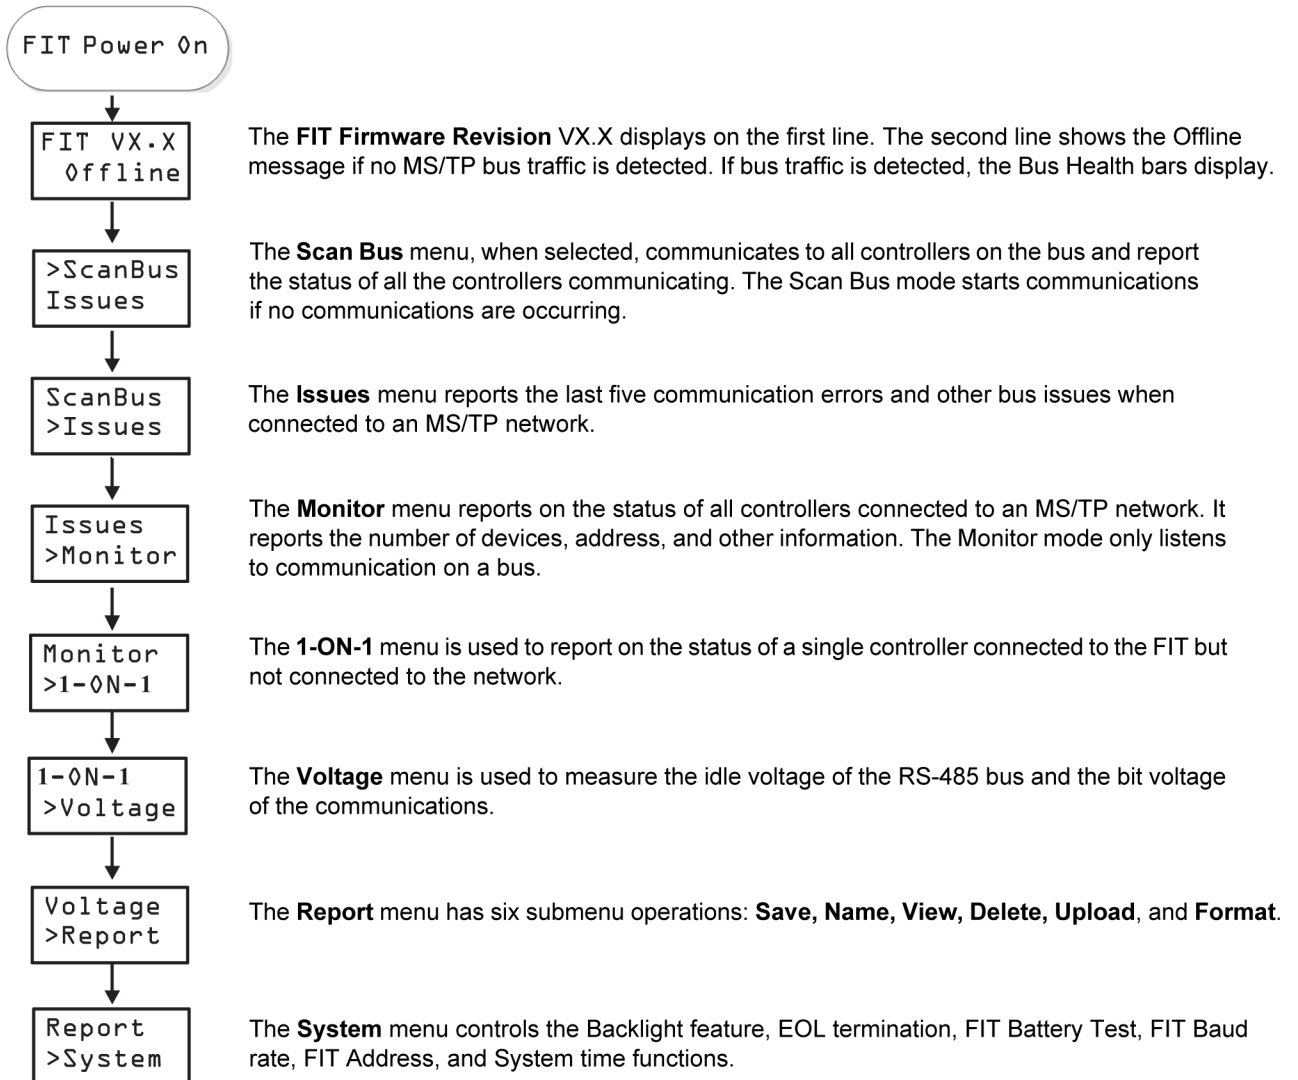 FIT Power On
FIT VX.X
Offline
The FIT Firmware Revision VX.X displays on the first line. The second line shows the Offline
message if no MS/TP bus traffic is detected. If bus traffic is detected, the Bus Health bars display.
>ScanBus
Issues
The Scan Bus menu, when selected, communicates to all controllers on the bus and report
the status of all the controllers communicating. The Scan Bus mode starts communications
if no communications are occurring.
ScanBus
>Issues
The Issues menu reports the last five communication errors and other bus issues when
connected to an MS/TP network.
Issues
>Monitor
The Monitor menu reports on the status of all controllers connected to an MS/TP network. It
reports the number of devices, address, and other information. The Monitor mode only listens
to communication on a bus.
Monitor
>1-ON-1
The 1-ON-1 menu is used to report on the status of a single controller connected to the FIT but
not connected to the network.
1-ON-1
>Voltage
The Voltage menu is used to measure the idle voltage of the RS-485 bus and the bit voltage
of the communications.
Voltage
>Report
The Report menu has six submenu operations: Save, Name, View, Delete, Upload, and Format.
Report
>System
The System menu controls the Backlight feature, EOL termination, FIT Battery Test, FIT Baud
rate, FIT Address, and System time functions.